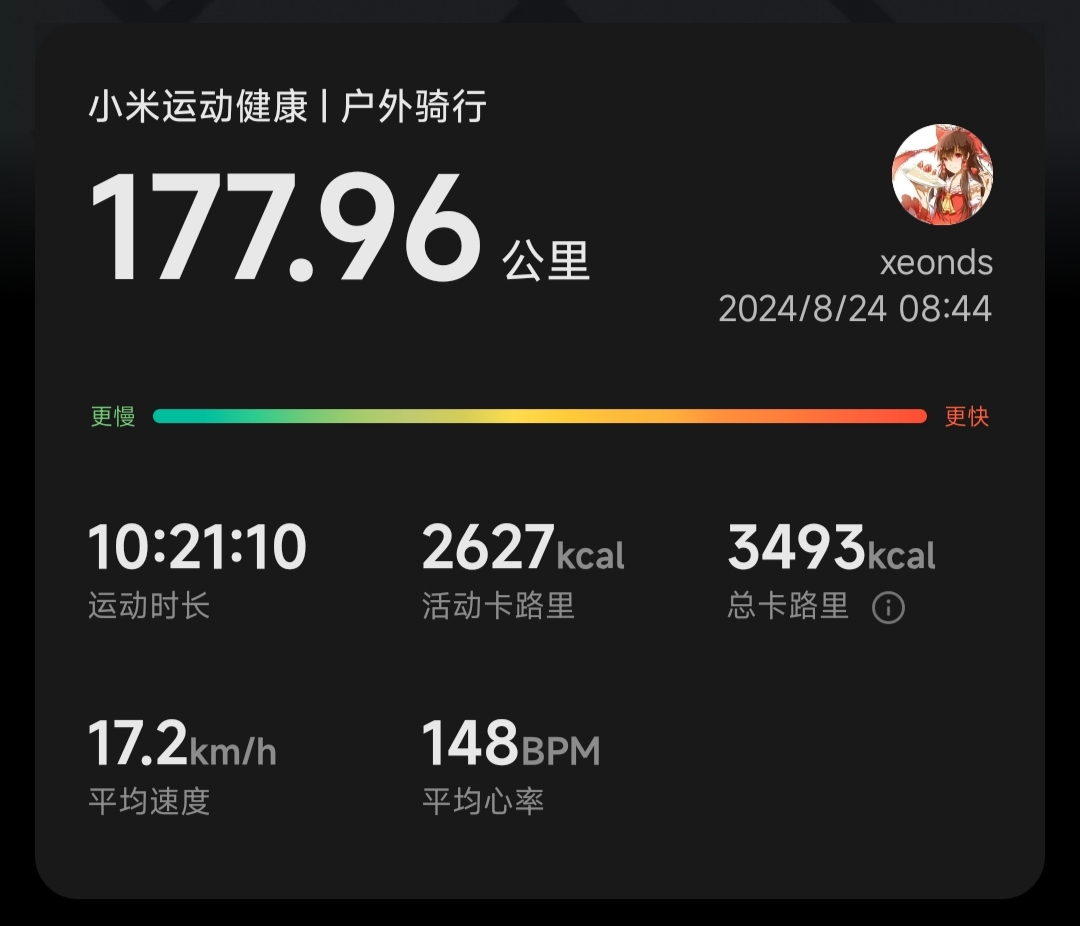 小米运动健康 | 户外骑行
177.96 公里
xeonds
2024/8/24 08:44
更慢 更快
10:21:10 2627kcal 3493kcal
运动时长 活动卡路里 总卡路里
17.2km/h 148BPM
平均速度 平均心率